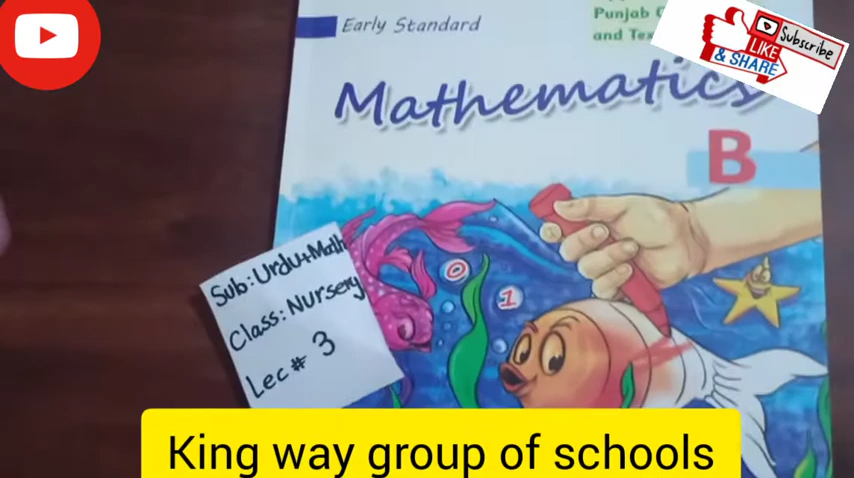 Early Standard
Punjab
and
Subscribe
LIKE
& SHARE
Mathematics
B
0
1
Sub: Urdu+Math
Class: Nursery
Lec# 3
King way group of schools